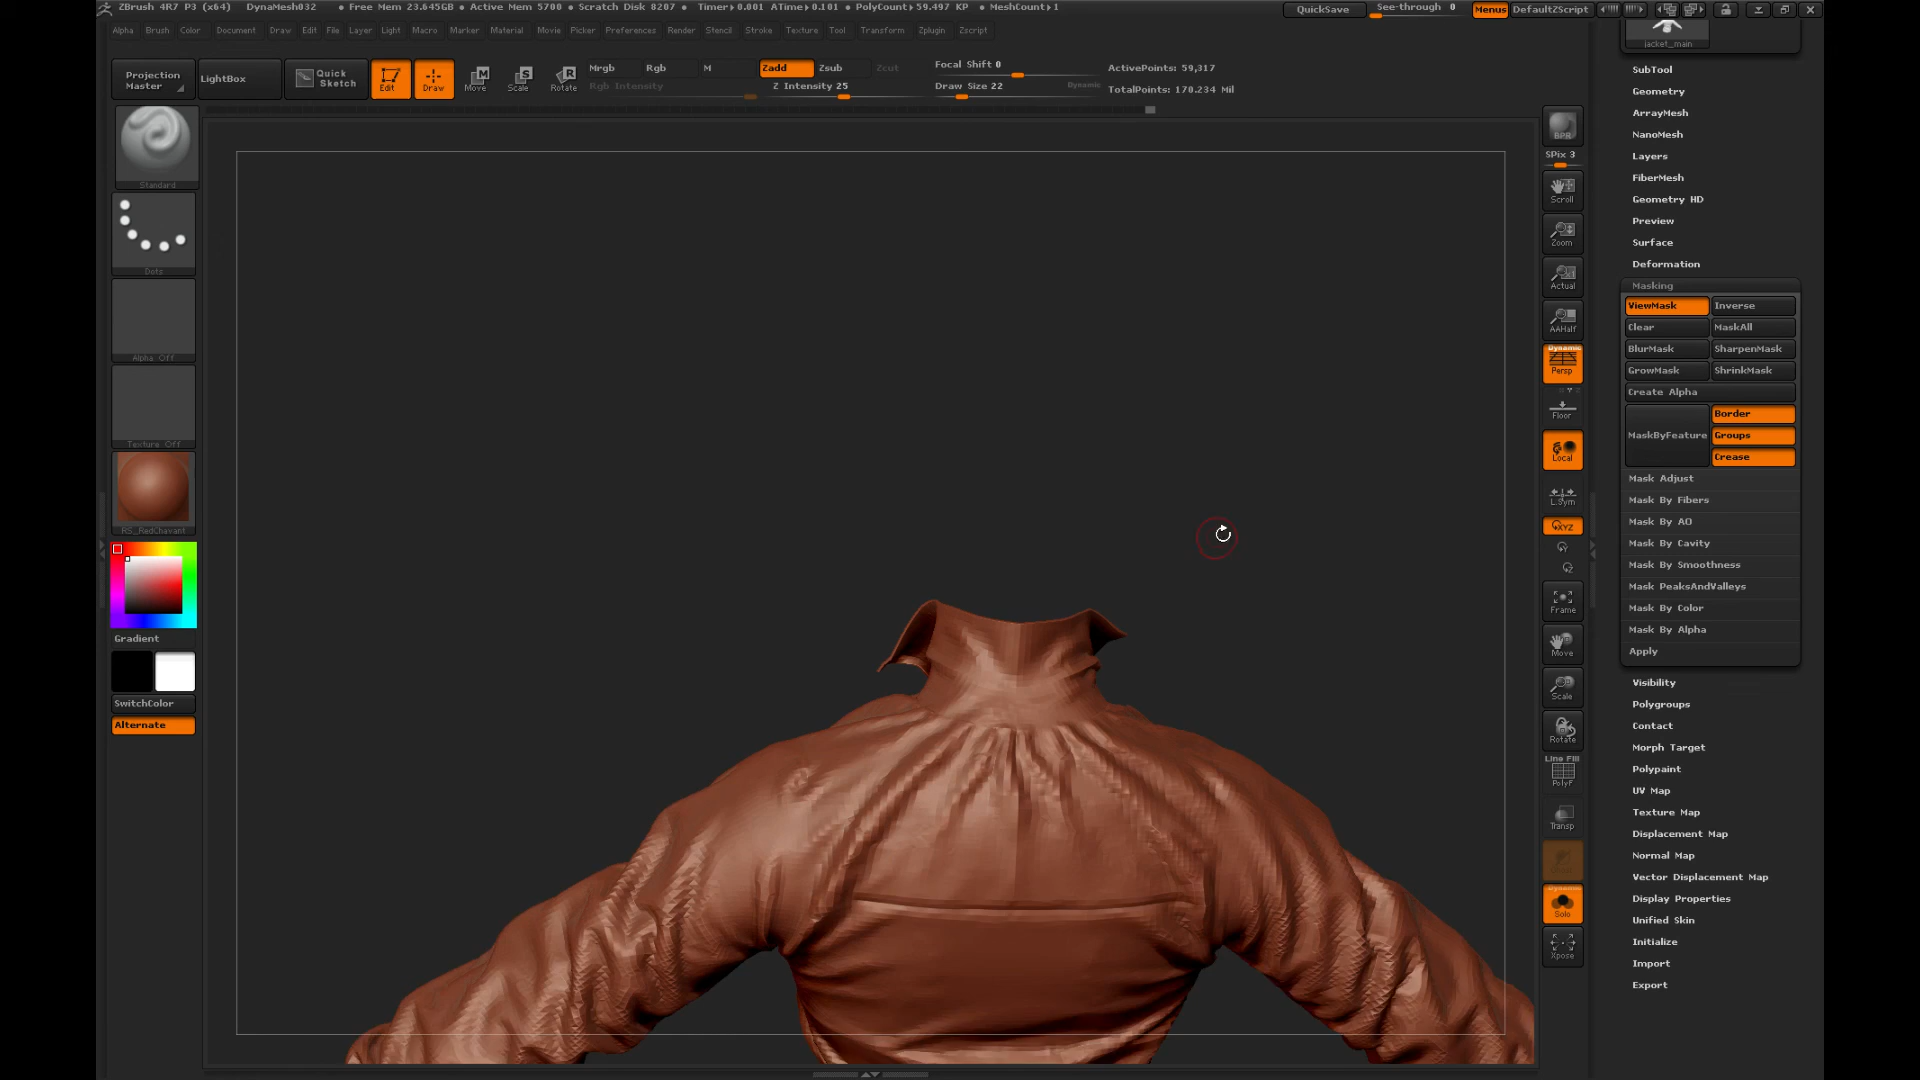 ZBrush 4R7 P3 (x64) DynaMesh032 • Free Mem 23.645GB • Active Mem 5700 • Scratch Disk 8207 • Timer▸0.001 ATime▸0.101 • PolyCount▸59.497 KP • MeshCount▸1 QuickSave See-through 0 Menus DefaultZScript
Alpha Brush Color Document Draw Edit File Layer Light Macro Marker Material Movie Picker Preferences Render Stencil Stroke Texture Tool Transform Zplugin Zscript
jacket_main
Projection Master
LightBox
Quick Sketch
Edit
Draw
Move
Scale
Rotate
Mrgb Rgb M Zadd Zsub Zcut
Rgb Intensity Z Intensity 25
Focal Shift 0
Draw Size 22 Dynamic
ActivePoints: 59,317
TotalPoints: 170.234 Mil
Standard
Dots
Alpha Off
Texture Off
RS_RedChavant
Gradient
SwitchColor
Alternate
BPR
SPix 3
Scroll
Zoom
Actual
AAHalf
Dynamic
Persp
Floor
Local
L.Sym
XYZ
Frame
Move
Scale
Rotate
Line Fill
PolyF
Transp
Dynamic
Solo
Xpose
SubTool
Geometry
ArrayMesh
NanoMesh
Layers
FiberMesh
Geometry HD
Preview
Surface
Deformation
Masking
ViewMask Inverse
Clear MaskAll
BlurMask SharpenMask
GrowMask ShrinkMask
Create Alpha
MaskByFeature
Border
Groups
Crease
Mask Adjust
Mask By Fibers
Mask By AO
Mask By Cavity
Mask By Smoothness
Mask PeaksAndValleys
Mask By Color
Mask By Alpha
Apply
Visibility
Polygroups
Contact
Morph Target
Polypaint
UV Map
Texture Map
Displacement Map
Normal Map
Vector Displacement Map
Display Properties
Unified Skin
Initialize
Import
Export